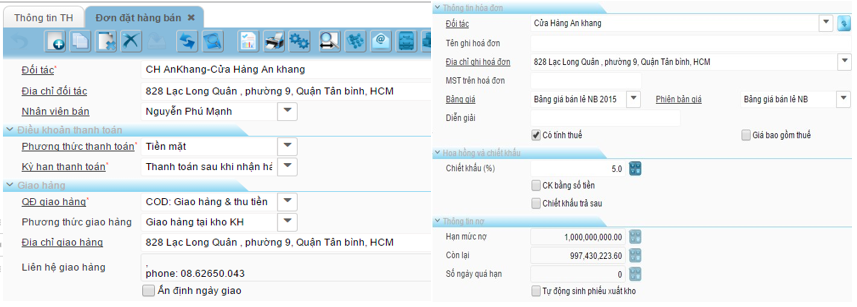 Thông tin TH
Đơn đặt hàng bán
Đối tác*
CH AnKhang-Cửa Hàng An khang
Địa chỉ đối tác
828 Lạc Long Quân , phường 9, Quận Tân bình, HCM
Nhân viên bán
Nguyễn Phú Mạnh
Điều khoản thanh toán
Phương thức thanh toán*
Tiền mặt
Kỳ hạn thanh toán*
Thanh toán sau khi nhận hà
Giao hàng
QĐ giao hàng*
COD: Giao hàng & thu tiền
Phương thức giao hàng
Giao hàng tại kho KH
Địa chỉ giao hàng
828 Lạc Long Quân , phường 9, Quận Tân bình, HCM
Liên hệ giao hàng
,
phone: 08.62650.043
Ấn định ngày giao
Thông tin hóa đơn
Đối tác
Cửa Hàng An khang
Tên ghi hoá đơn
Địa chỉ ghi hoá đơn
828 Lạc Long Quân , phường 9, Quận Tân bình, HCM
MST trên hoá đơn
Bảng giá
Bảng giá bán lẻ NB 2015
Phiên bản giá
Bảng giá bán lẻ NB
Diễn giải
Có tính thuế
Giá bao gồm thuế
Hoa hồng và chiết khấu
Chiết khấu (%)
5.0
CK bằng số tiền
Chiết khấu trả sau
Thông tin nợ
Hạn mức nợ
1,000,000,000.00
Còn lại
997,430,223.60
Số ngày quá hạn
0
Tự động sinh phiếu xuất kho